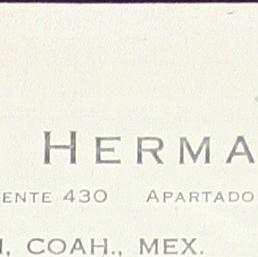 HERMA
ENTE 430 APARTADO
, COAH., MEX.